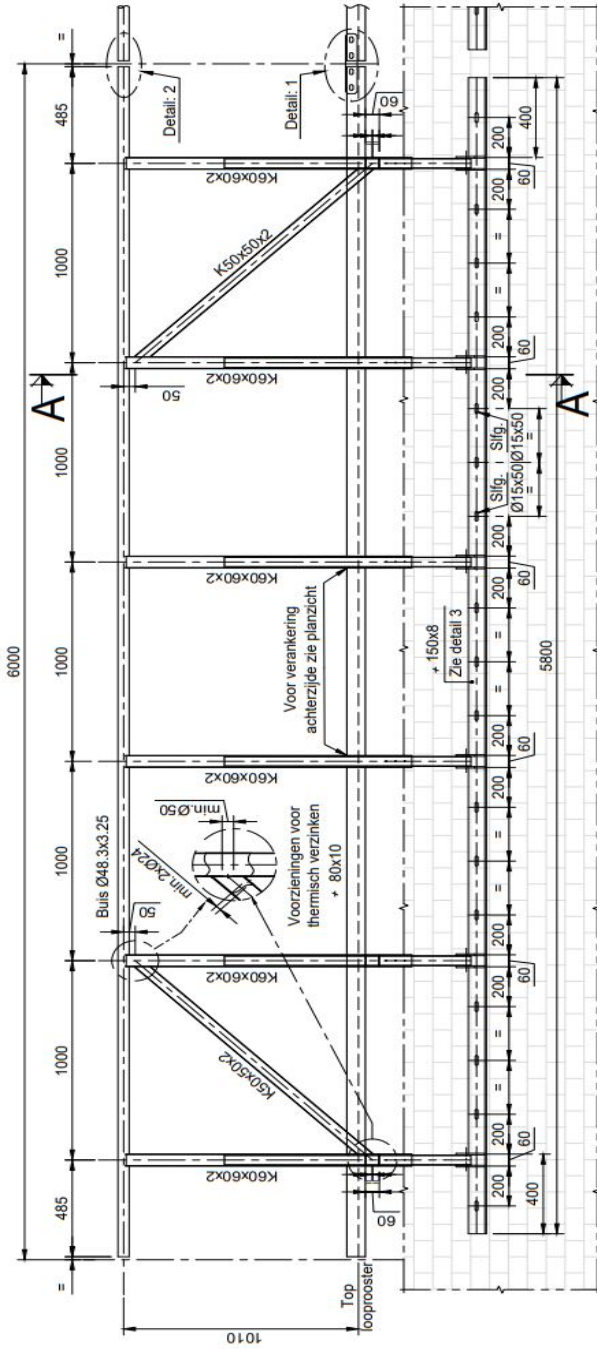 6000
=
485
1000
1000
1000
1000
1000
485
=
Buis Ø48.3x3.25
50
50
A
Detail: 2
Detail: 1
K60x60x2
K60x60x2
K60x60x2
K60x60x2
K60x60x2
K60x60x2
K50x50x2
K50x50x2
min.2xØ24
min.Ø50
Voorzieningen voor
thermisch verzinken
+ 80x10
Voor verankering
achterzijde zie planzicht
1010
Top
looprooster
60
60
+ 150x8
Zie detail 3
Slfg.
Ø15x50
Slfg.
Ø15x50
200
200
=
=
200
200
=
=
200
200
=
=
200
200
=
=
200
200
=
=
200
200
60
60
60
60
60
60
400
400
5800
A